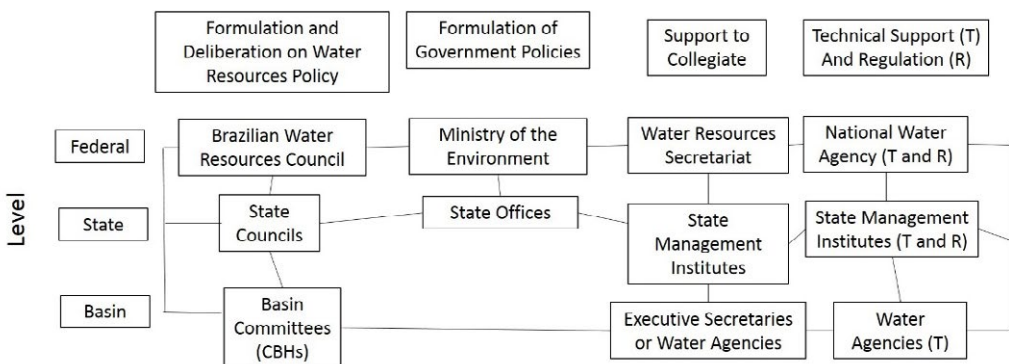 Formulation and
Deliberation on Water
Resources Policy
Formulation of
Government Policies
Support to
Collegiate
Technical Support (T)
And Regulation (R)
Level
Federal
Brazilian Water
Resources Council
Ministry of the
Environment
Water Resources
Secretariat
National Water
Agency (T and R)
State
State
Councils
State Offices
State
Management
Institutes
State Management
Institutes (T and R)
Basin
Basin
Committees
(CBHs)
Executive Secretaries
or Water Agencies
Water
Agencies (T)